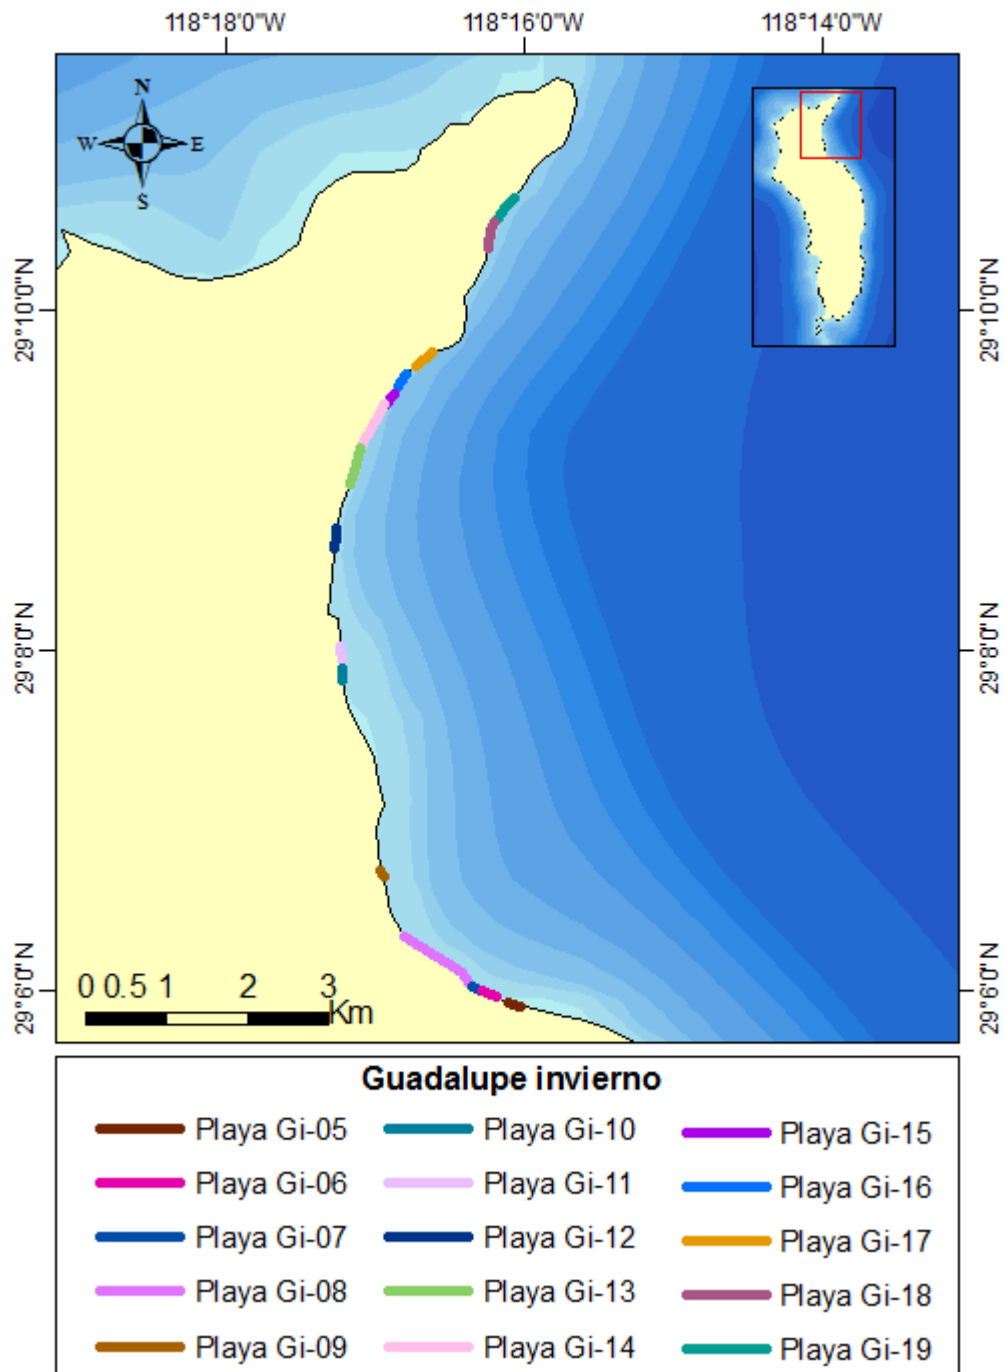 118°18'0"W 118°16'0"W 118°14'0"W
N
W E
S
29°10'0"N 29°10'0"N
29°8'0"N 29°8'0"N
29°6'0"N 29°6'0"N
0 0.5 1 2 3
Km
Guadalupe invierno
Playa Gi-05 Playa Gi-10 Playa Gi-15
Playa Gi-06 Playa Gi-11 Playa Gi-16
Playa Gi-07 Playa Gi-12 Playa Gi-17
Playa Gi-08 Playa Gi-13 Playa Gi-18
Playa Gi-09 Playa Gi-14 Playa Gi-19